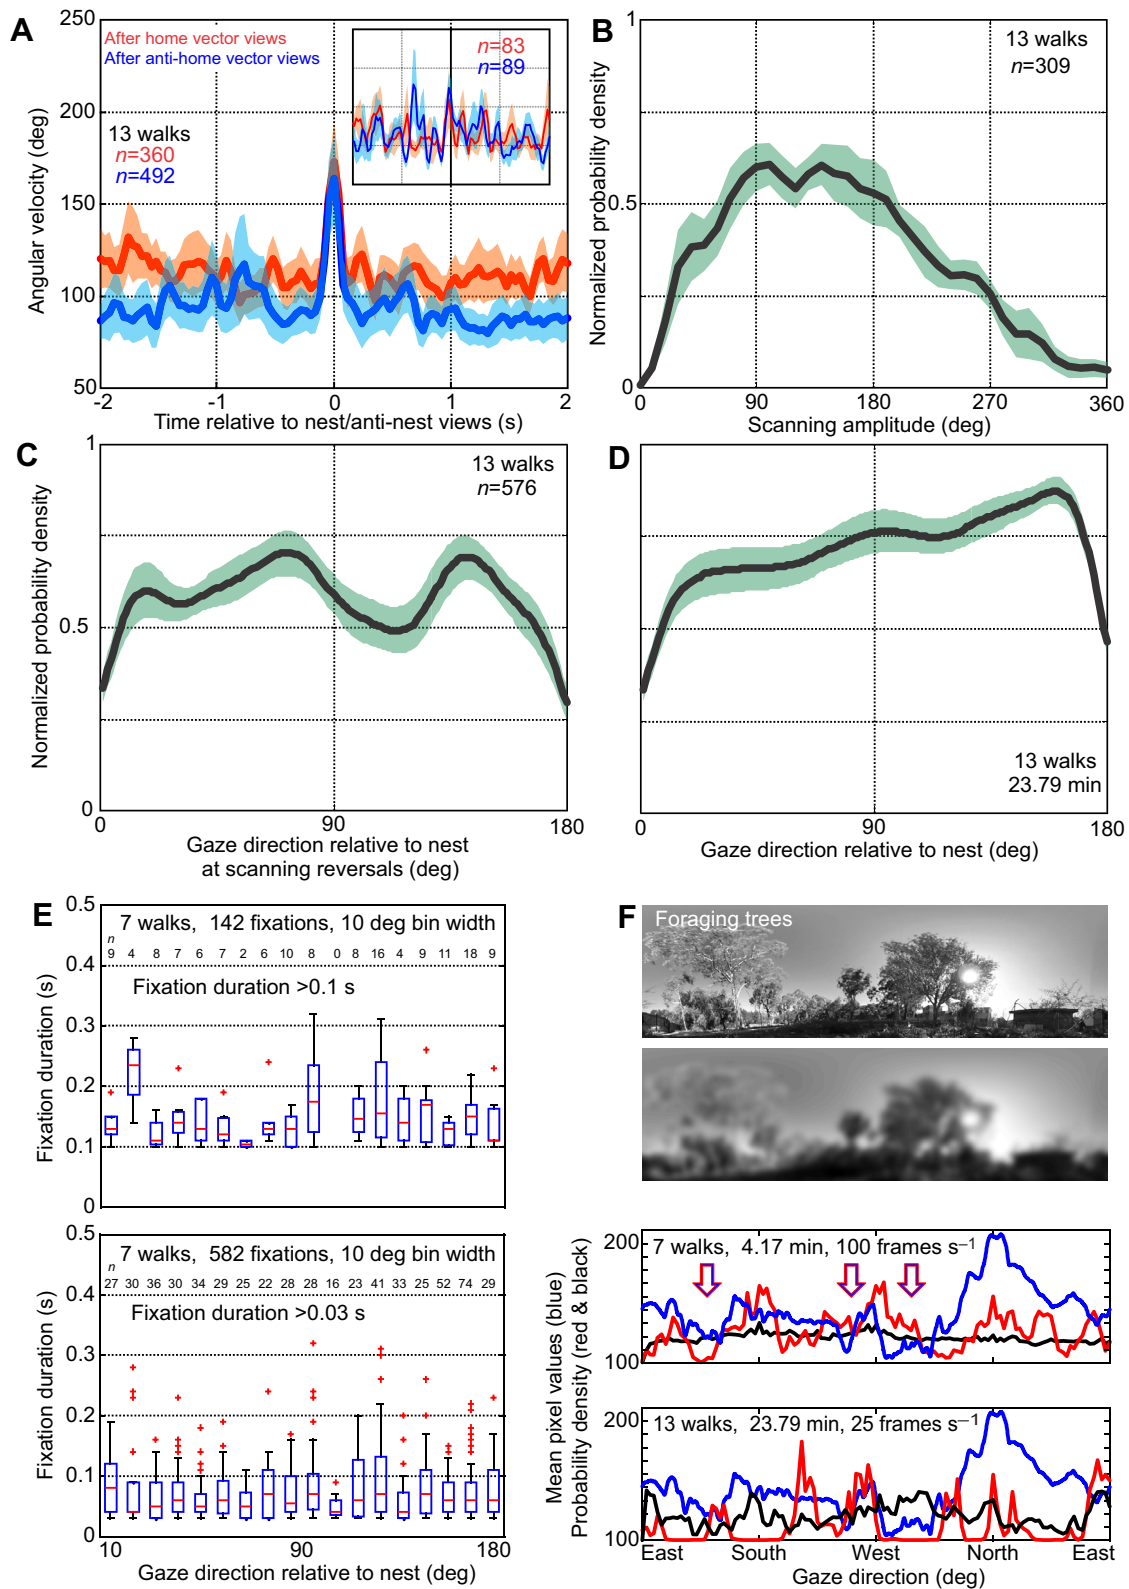 A
250
200
150
100
50
Angular velocity (deg)
After home vector views
After anti-home vector views
13 walks
n=360
n=492
n=83
n=89
-2
-1
0
1
2
Time relative to nest/anti-nest views (s)
B
1
0.5
0
Normalized probability density
13 walks
n=309
0
90
180
270
360
Scanning amplitude (deg)
C
1
0.5
0
Normalized probability density
13 walks
n=576
0
90
180
Gaze direction relative to nest
at scanning reversals (deg)
D
13 walks
23.79 min
0
90
180
Gaze direction relative to nest (deg)
E
0.5
0.4
0.3
0.2
0.1
0
Fixation duration (s)
7 walks, 142 fixations, 10 deg bin width
n
9 4 8 7 6 7 2 6 10 8 0 8 16 4 9 11 18 9
Fixation duration >0.1 s
0.5
0.4
0.3
0.2
0.1
0
Fixation duration (s)
7 walks, 582 fixations, 10 deg bin width
n
27 30 36 30 34 29 25 22 28 28 16 23 41 33 25 52 74 29
Fixation duration >0.03 s
10
90
180
Gaze direction relative to nest (deg)
F
Foraging trees
200
100
7 walks, 4.17 min, 100 frames s−1
Mean pixel values (blue)
Probability density (red & black)
200
100
13 walks, 23.79 min, 25 frames s−1
East
South
West
North
East
Gaze direction (deg)